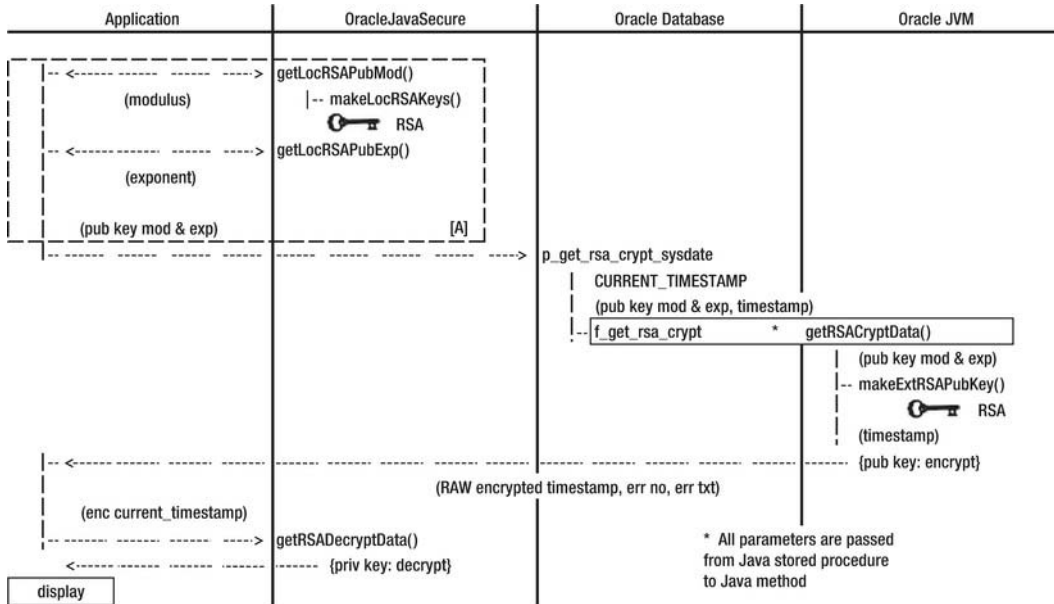 Application OracleJavaSecure Oracle Database Oracle JVM
getLocRSAPubMod()
(modulus) makeLocRSAKeys()
RSA
getLocRSAPubExp()
(exponent)
(pub key mod & exp) [A]
p_get_rsa_crypt_sysdate
CURRENT_TIMESTAMP
(pub key mod & exp, timestamp)
f_get_rsa_crypt * getRSACryptData()
(pub key mod & exp)
makeExtRSAPubKey()
RSA
(timestamp)
{pub key: encrypt}
(RAW encrypted timestamp, err no, err txt)
(enc current_timestamp)
getRSADecryptData()
{priv key: decrypt}
display
* All parameters are passed
from Java stored procedure
to Java method